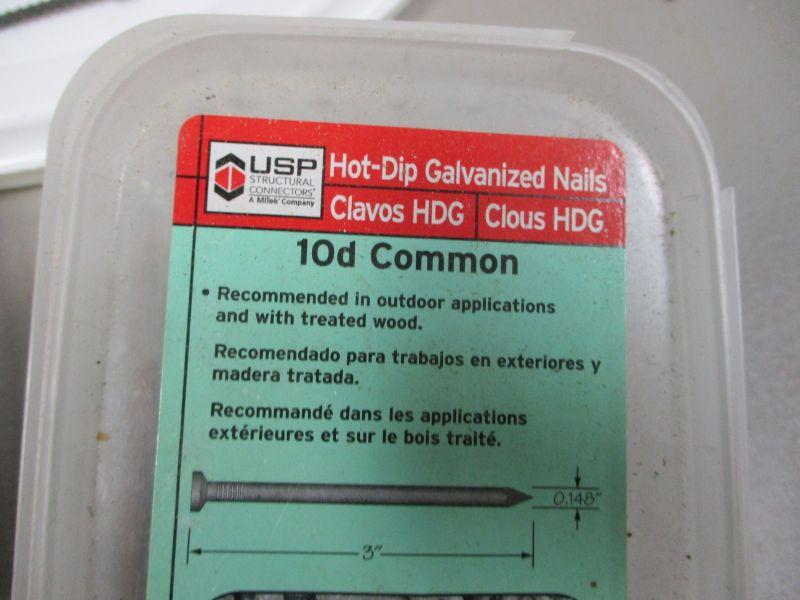 USP
STRUCTURAL
CONNECTORS
A MiTek Company
Hot-Dip Galvanized Nails
Clavos HDG
Clous HDG
10d Common
• Recommended in outdoor applications
and with treated wood.
Recomendado para trabajos en exteriores y
madera tratada.
Recommandé dans les applications
extérieures et sur le bois traité.
0.148"
3"